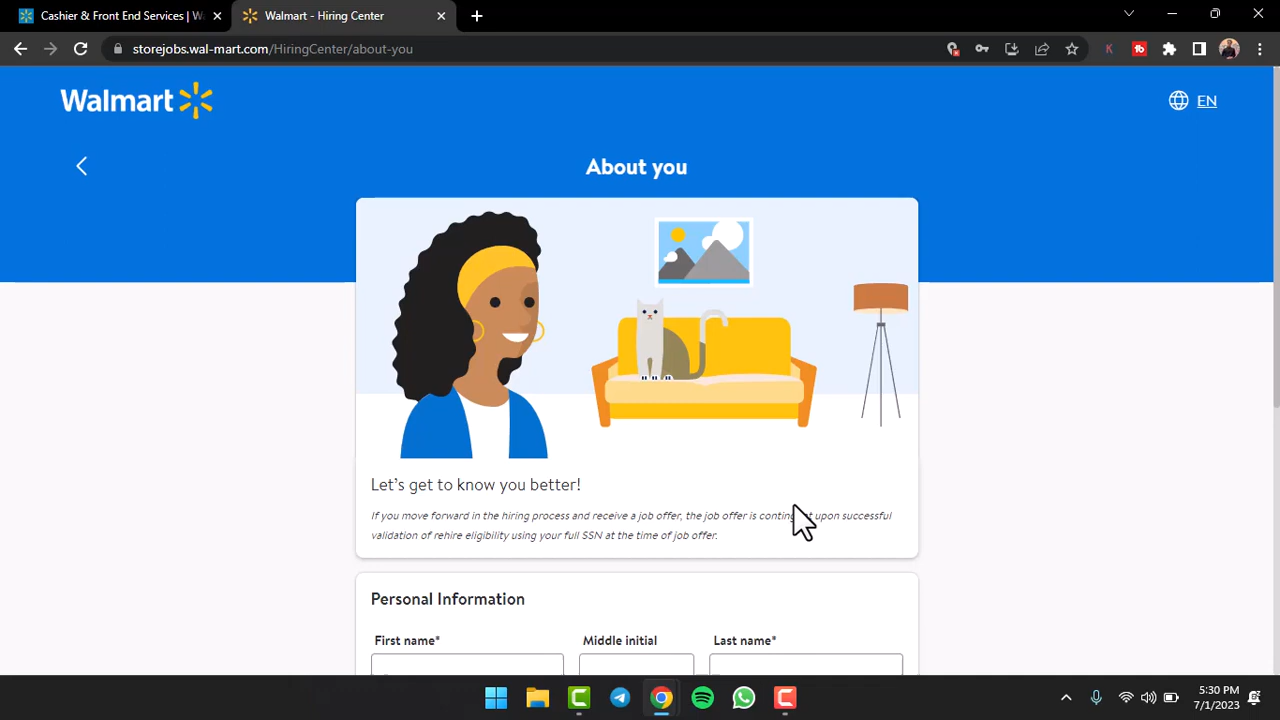 Cashier & Front End Services | Wa
Walmart - Hiring Center
storejobs.wal-mart.com/HiringCenter/about-you
Walmart
EN
About you
Let's get to know you better!
If you move forward in the hiring process and receive a job offer, the job offer is contingent upon successful
validation of rehire eligibility using your full SSN at the time of job offer.
Personal Information
First name*
Middle initial
Last name*
5:30 PM
7/1/2023